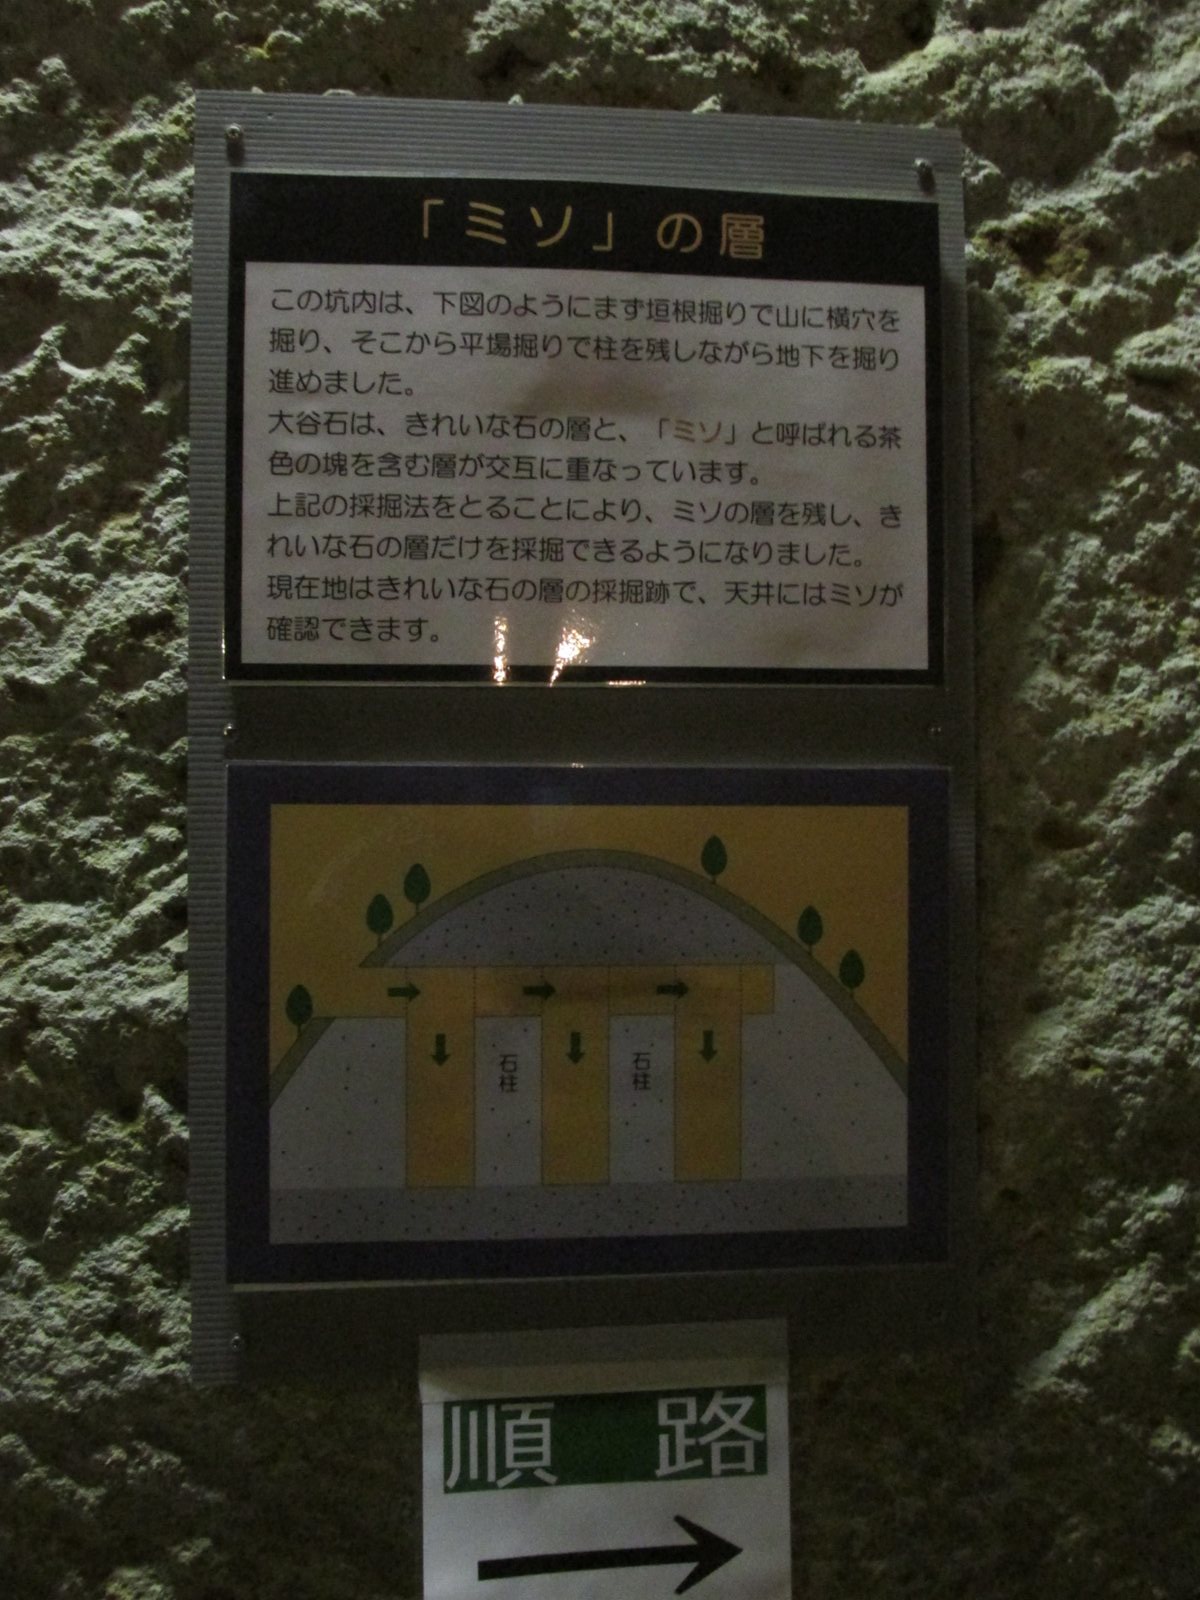 「ミソ」の層
この坑内は、下図のようにまず垣根掘りで山に横穴を
掘り、そこから平場掘りで柱を残しながら地下を掘り
進めました。
大谷石は、きれいな石の層と、「ミソ」と呼ばれる茶
色の塊を含む層が交互に重なっています。
上記の採掘法をとることにより、ミソの層を残し、き
れいな石の層だけを採掘できるようになりました。
現在地はきれいな石の層の採掘跡で、天井にはミソが
確認できます。
石柱
石柱
順路